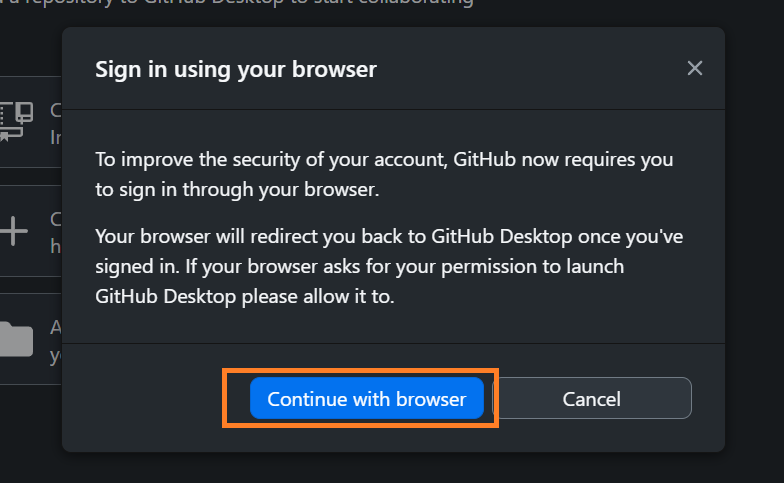 a repository to GitHub Desktop to start collaborating
Sign in using your browser
To improve the security of your account, GitHub now requires you
to sign in through your browser.
Your browser will redirect you back to GitHub Desktop once you've
signed in. If your browser asks for your permission to launch
GitHub Desktop please allow it to.
Continue with browser
Cancel